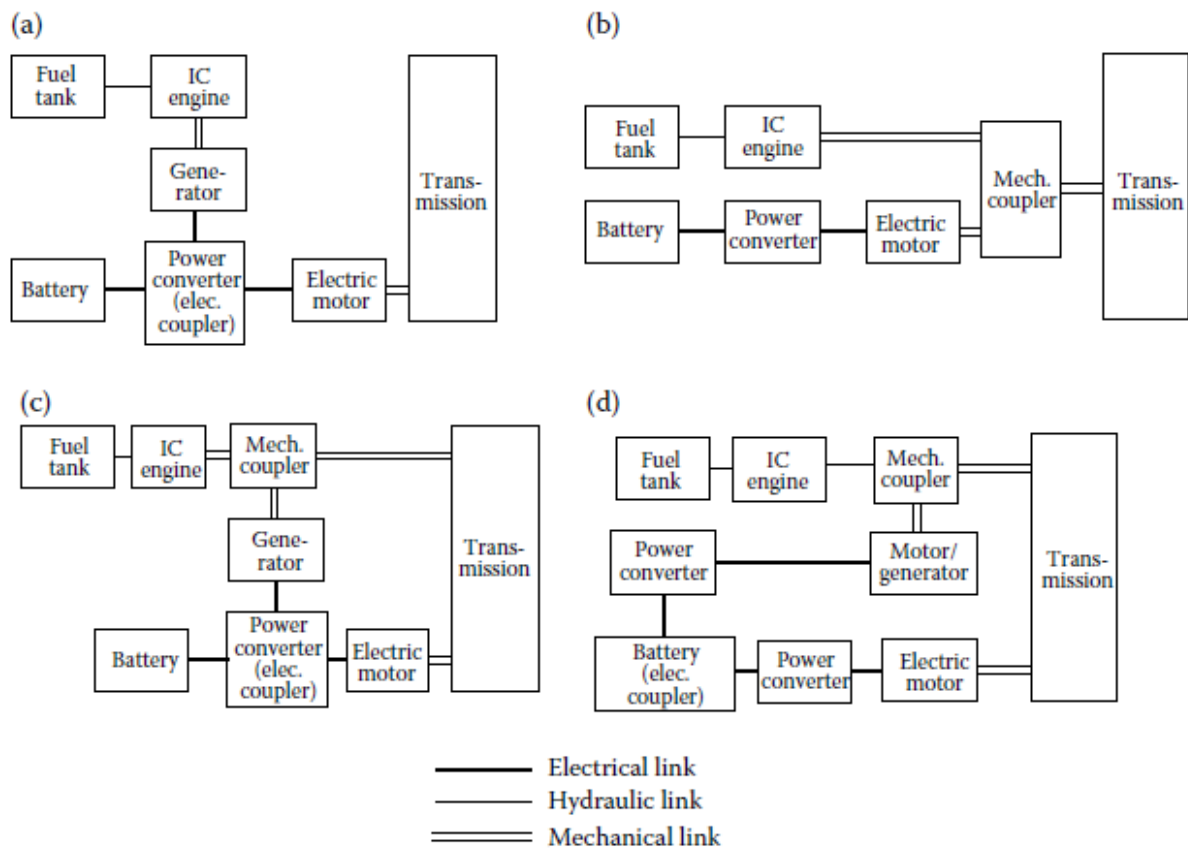 (a)
Fuel
tank
IC
engine
Gene-
rator
Battery
Power
converter
(elec.
coupler)
Electric
motor
Trans-
mission
(b)
Fuel
tank
IC
engine
Battery
Power
converter
Electric
motor
Mech.
coupler
Trans-
mission
(c)
Fuel
tank
IC
engine
Mech.
coupler
Gene-
rator
Battery
Power
converter
(elec.
coupler)
Electric
motor
Trans-
mission
(d)
Fuel
tank
IC
engine
Mech.
coupler
Power
converter
Motor/
generator
Battery
(elec.
coupler)
Power
converter
Electric
motor
Trans-
mission
Electrical link
Hydraulic link
Mechanical link